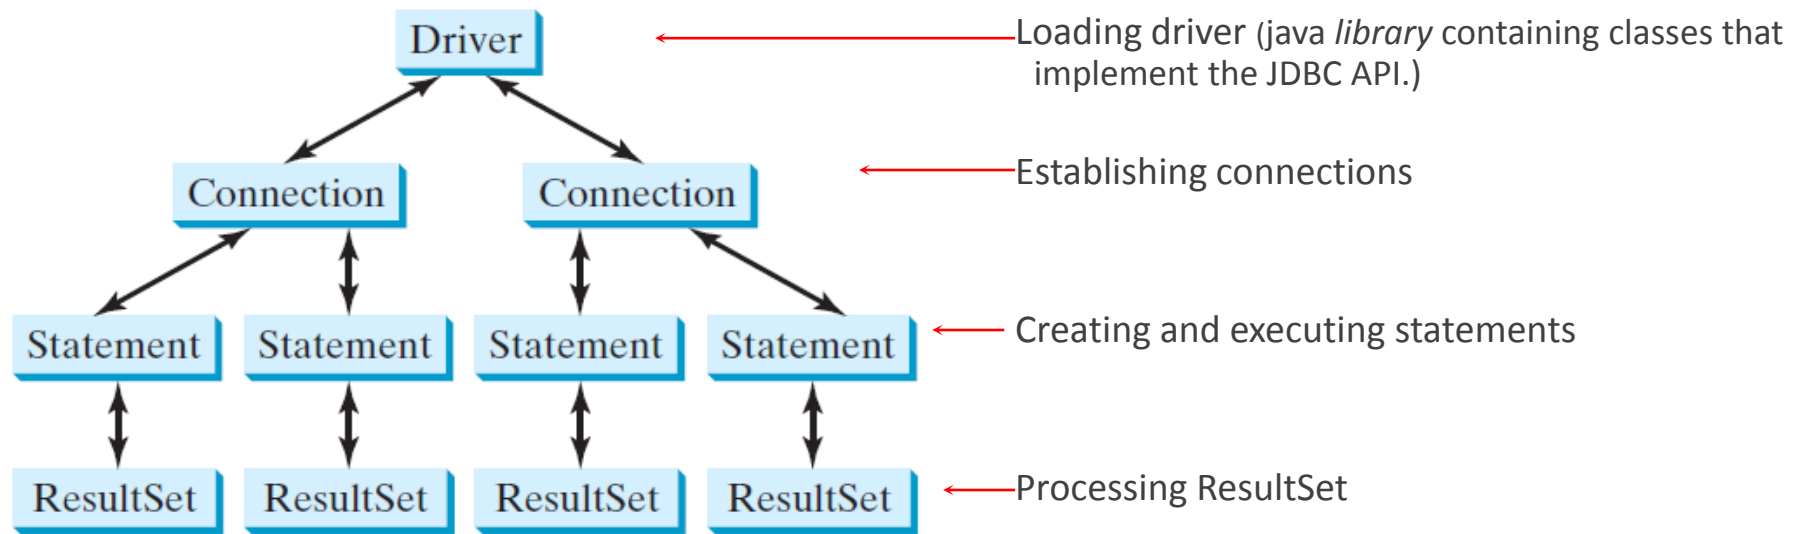 Driver
Loading driver (java library containing classes that
implement the JDBC API.)
Connection
Connection
Establishing connections
Statement
Statement
Statement
Statement
Creating and executing statements
ResultSet
ResultSet
ResultSet
ResultSet
Processing ResultSet